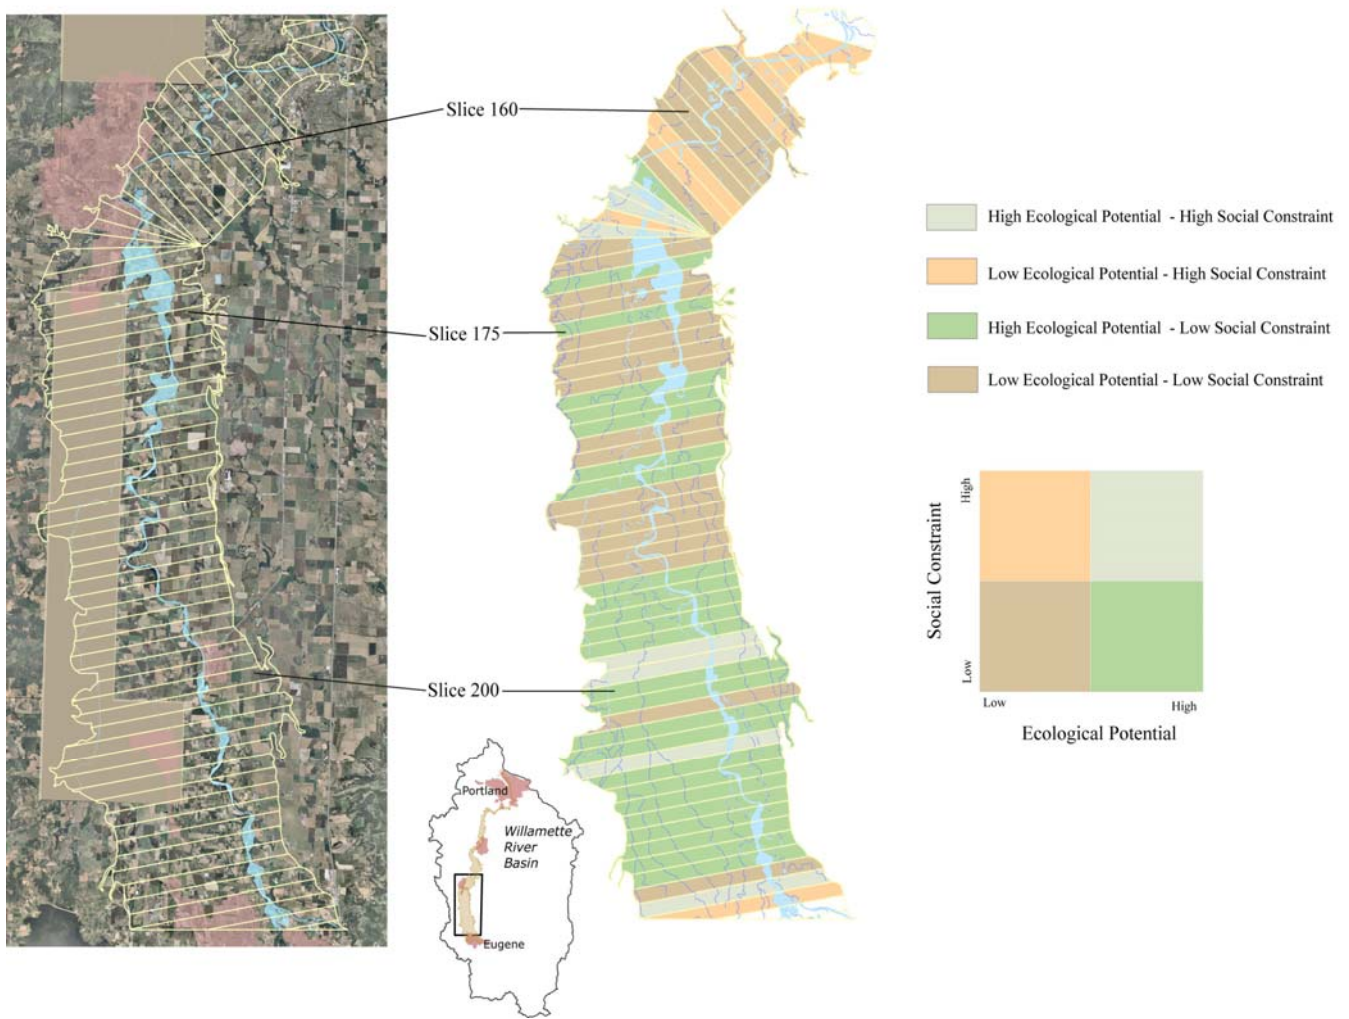 Slice 160
Slice 175
Slice 200
High Ecological Potential - High Social Constraint
Low Ecological Potential - High Social Constraint
High Ecological Potential - Low Social Constraint
Low Ecological Potential - Low Social Constraint
Social Constraint
High
Low
Low
High
Ecological Potential
Portland
Willamette
River
Basin
Eugene